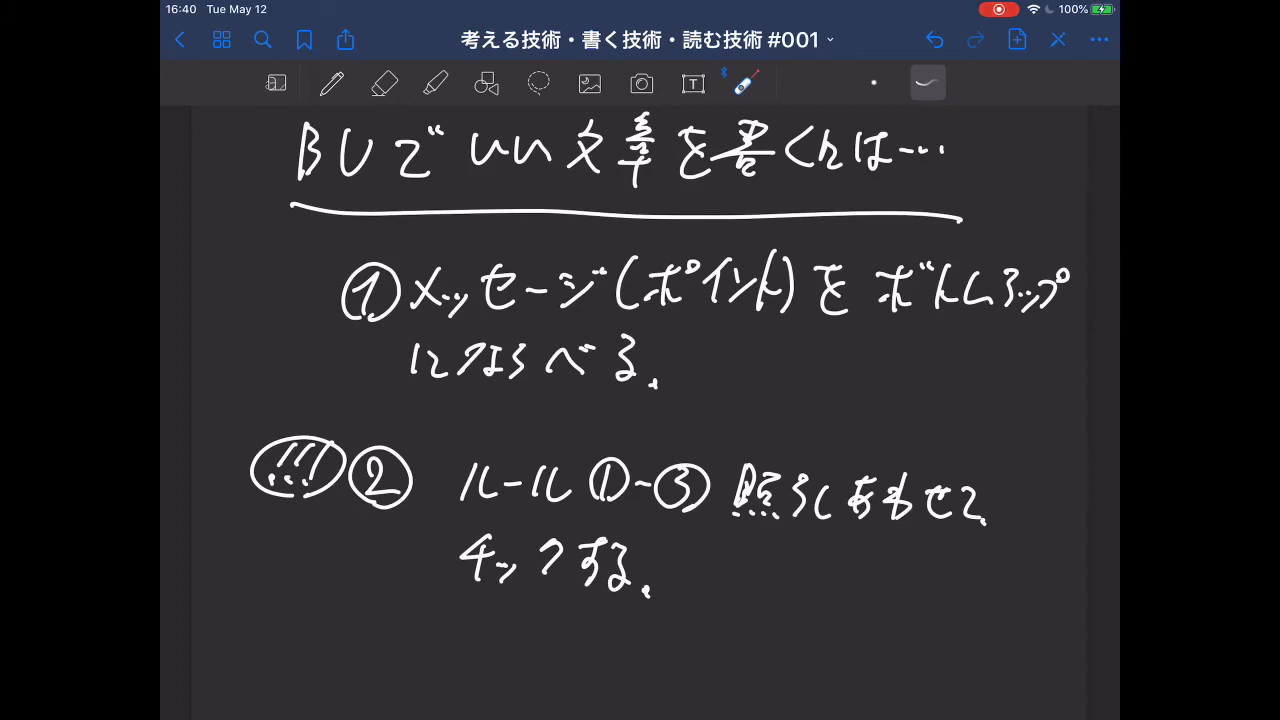 16:40 Tue May 12 100%
考える技術・書く技術・読む技術 #001
T
BUでいい文章を書くには…
① メッセージ(ポイント)を ボトムアップ
にならべる.
!!! ② ルール①~③ 照らしあわせて
チックする.